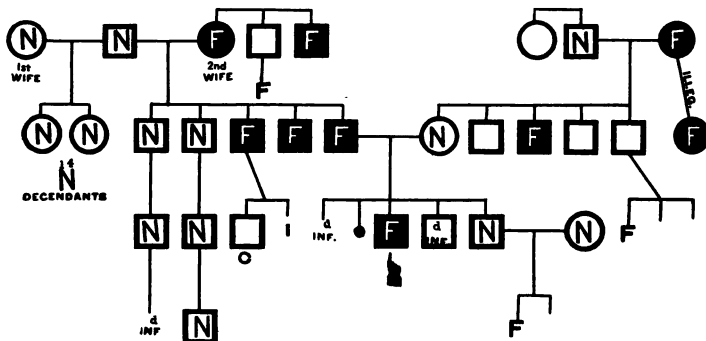 N N F F N F
1st WIFE
2nd WIFE
F
ILLEG.
N N N N F F F N F F
14
N
DECENDANTS
N N d INF. F d INF. N N F
d INF
N
F